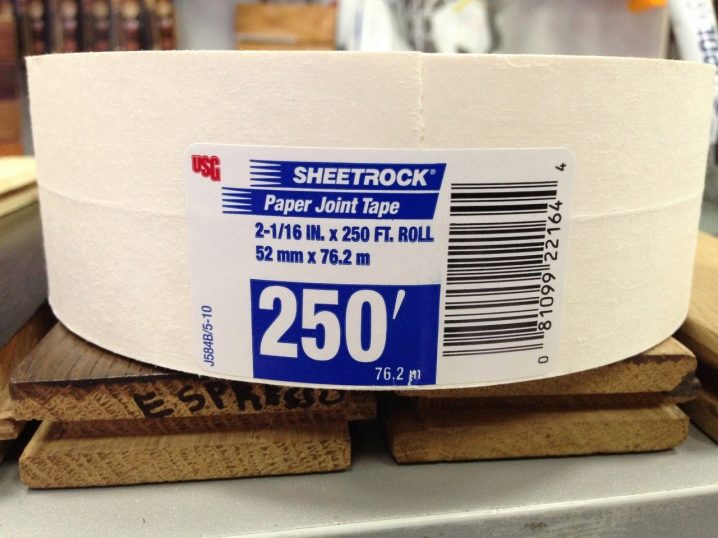 USG
SHEETROCK®
Paper Joint Tape
2-1/16 IN. x 250 FT. ROLL
52 mm x 76.2 m
250'
76.2 m
J584B/5-10
0 81099 22164 4